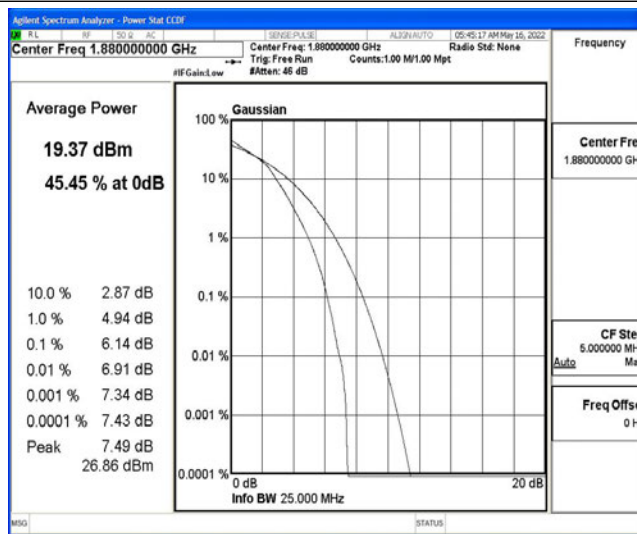 Agilent Spectrum Analyzer - Power Stat CCDF
RL RF 50 Ω AC SENSE:PULSE ALIGN AUTO 05:45:17 AM May 16, 2022
Center Freq 1.880000000 GHz
Center Freq: 1.880000000 GHz Radio Std: None
Trig: Free Run Counts:1.00 M/1.00 Mpt
#IFGain:Low #Atten: 46 dB
Frequency
Average Power
19.37 dBm
45.45 % at 0dB
10.0 % 2.87 dB
1.0 % 4.94 dB
0.1 % 6.14 dB
0.01 % 6.91 dB
0.001 % 7.34 dB
0.0001 % 7.43 dB
Peak 7.49 dB
26.86 dBm
Gaussian
100 %
10 %
1 %
0.1 %
0.01 %
0.001 %
0.0001 %
0 dB 20 dB
Info BW 25.000 MHz
Center Fre
1.880000000 GH
CF Ste
5.000000 MH
Auto Ma
Freq Offse
0 H
MSG STATUS